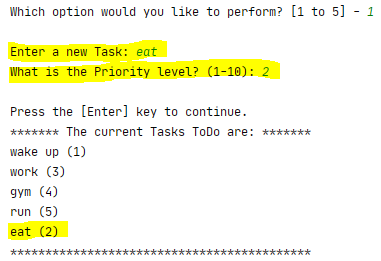 Which option would you like to perform? [1 to 5] - 1
Enter a new Task: eat
What is the Priority level? (1-10): 2
Press the [Enter] key to continue.
******* The current Tasks ToDo are: *******
wake up (1)
work (3)
gym (4)
run (5)
eat (2)
*******************************************